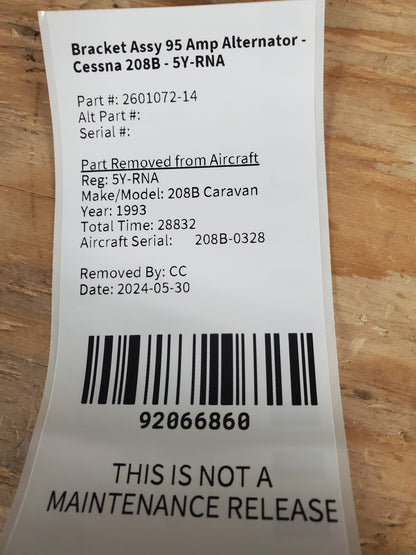 Bracket Assy 95 Amp Alternator -
Cessna 208B - 5Y-RNA
Part #: 2601072-14
Alt Part #:
Serial #:
Part Removed from Aircraft
Reg: 5Y-RNA
Make/Model: 208B Caravan
Year: 1993
Total Time: 28832
Aircraft Serial: 208B-0328
Removed By: CC
Date: 2024-05-30
92066860
THIS IS NOT A
MAINTENANCE RELEASE